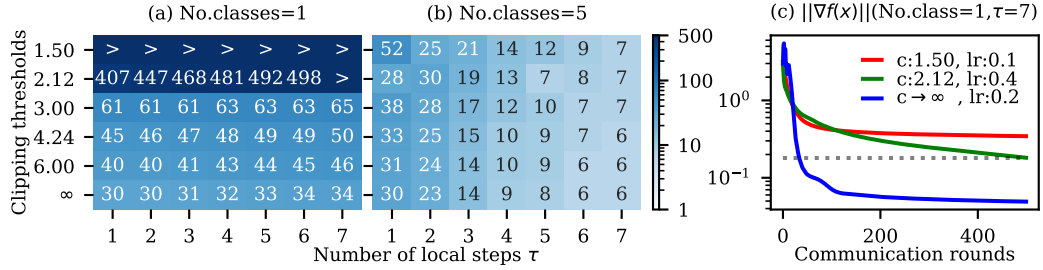 (a) No.classes=1
(b) No.classes=5
(c) ||∇f(x)||(No.class=1,τ=7)
Clipping thresholds
1.50 > > > > > > > 52 25 21 14 12 9 7
2.12 407 447 468 481 492 498 > 28 30 19 13 7 8 7
3.00 61 61 61 63 63 63 65 38 28 17 12 10 7 7
4.24 45 46 47 48 49 49 50 33 25 15 10 9 7 6
6.00 40 40 41 43 44 45 46 31 24 14 10 9 6 6
∞ 30 30 31 32 33 34 34 30 23 14 9 8 6 6
1 2 3 4 5 6 7 1 2 3 4 5 6 7
Number of local steps τ
500
100
10
1
c:1.50, lr:0.1
c:2.12, lr:0.4
c→∞ , lr:0.2
10⁰
10⁻¹
0 200 400
Communication rounds